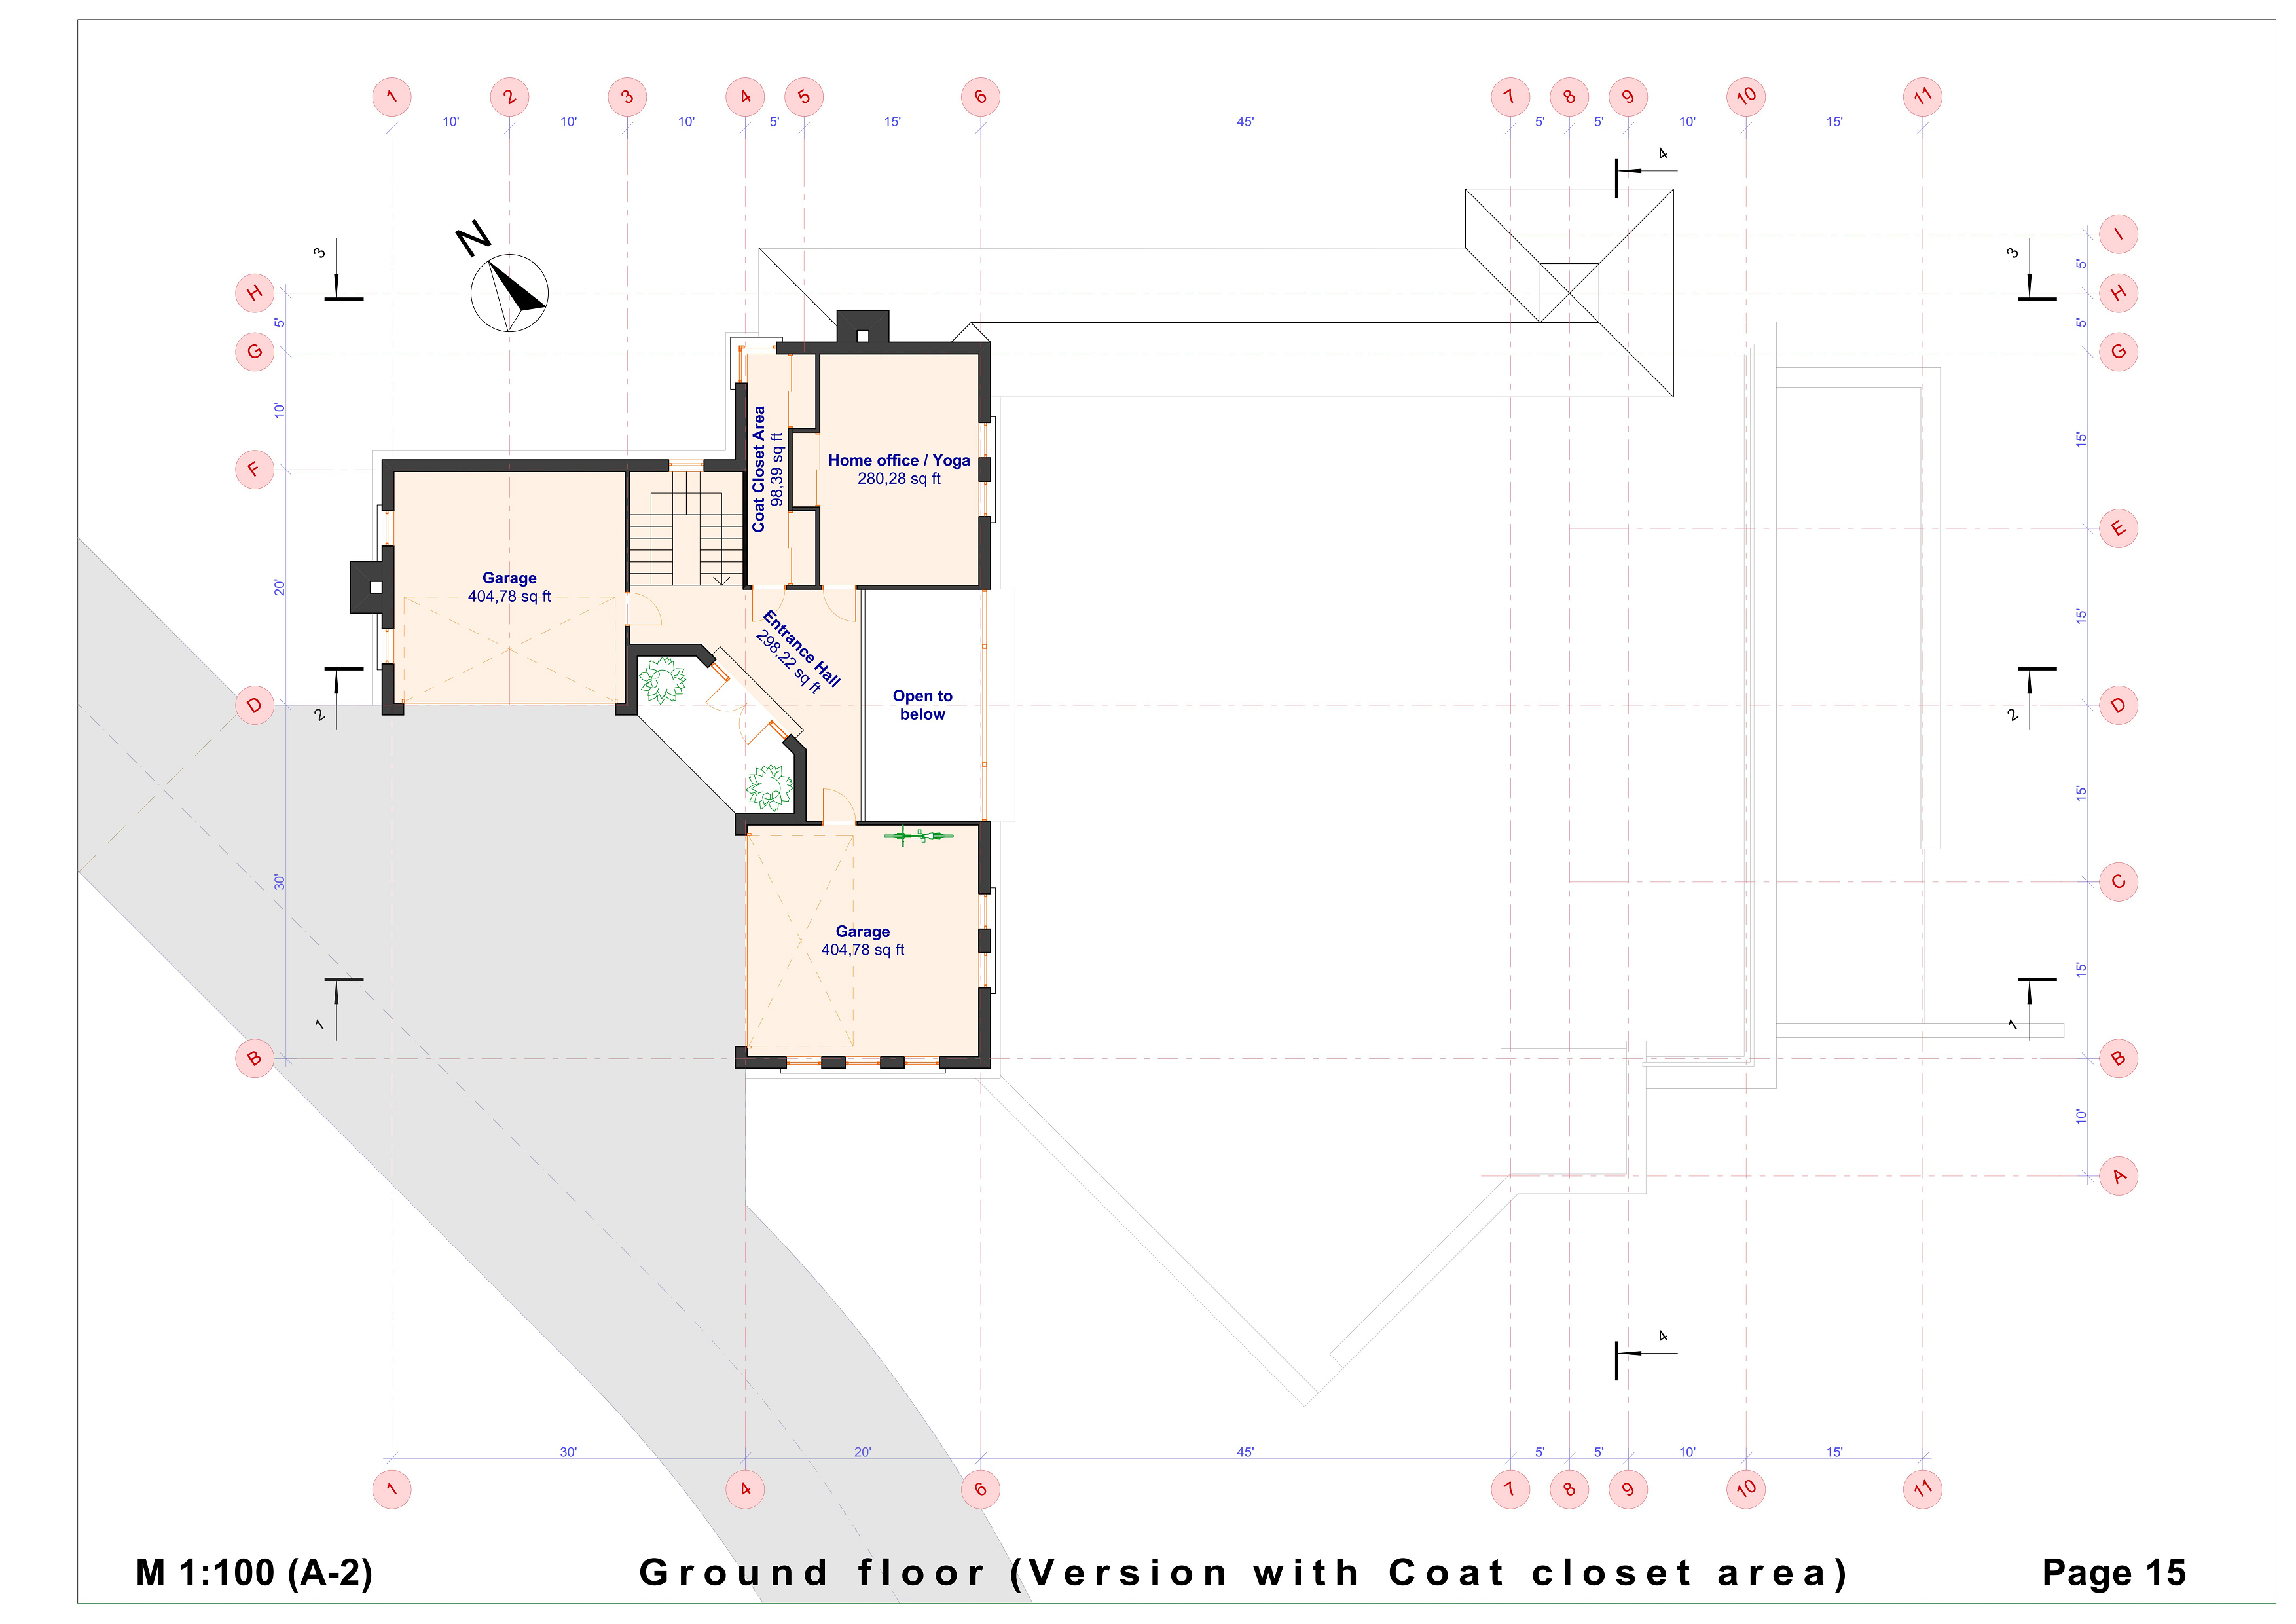 1 2 3 4 5 6 7 8 9 10 11
10' 10' 10' 5' 15' 45' 5' 5' 10' 15'
4
N
3 3
I
H H
G G
F
E
D D
C
B B
A
5'
10'
20'
30'
5'
5'
15'
15'
15'
15'
10'
Coat Closet Area
98,39 sq ft
Home office / Yoga
280,28 sq ft
Garage
404,78 sq ft
Entrance Hall
298,22 sq ft
Open to
below
2 2
Garage
404,78 sq ft
1 1
4
30' 20' 45' 5' 5' 10' 15'
1 4 6 7 8 9 10 11
M 1:100 (A-2)
Ground floor (Version with Coat closet area)
Page 15